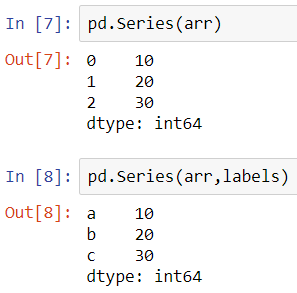 In [7]: pd.Series(arr)
Out[7]: 0    10
1    20
2    30
dtype: int64
In [8]: pd.Series(arr,labels)
Out[8]: a    10
b    20
c    30
dtype: int64